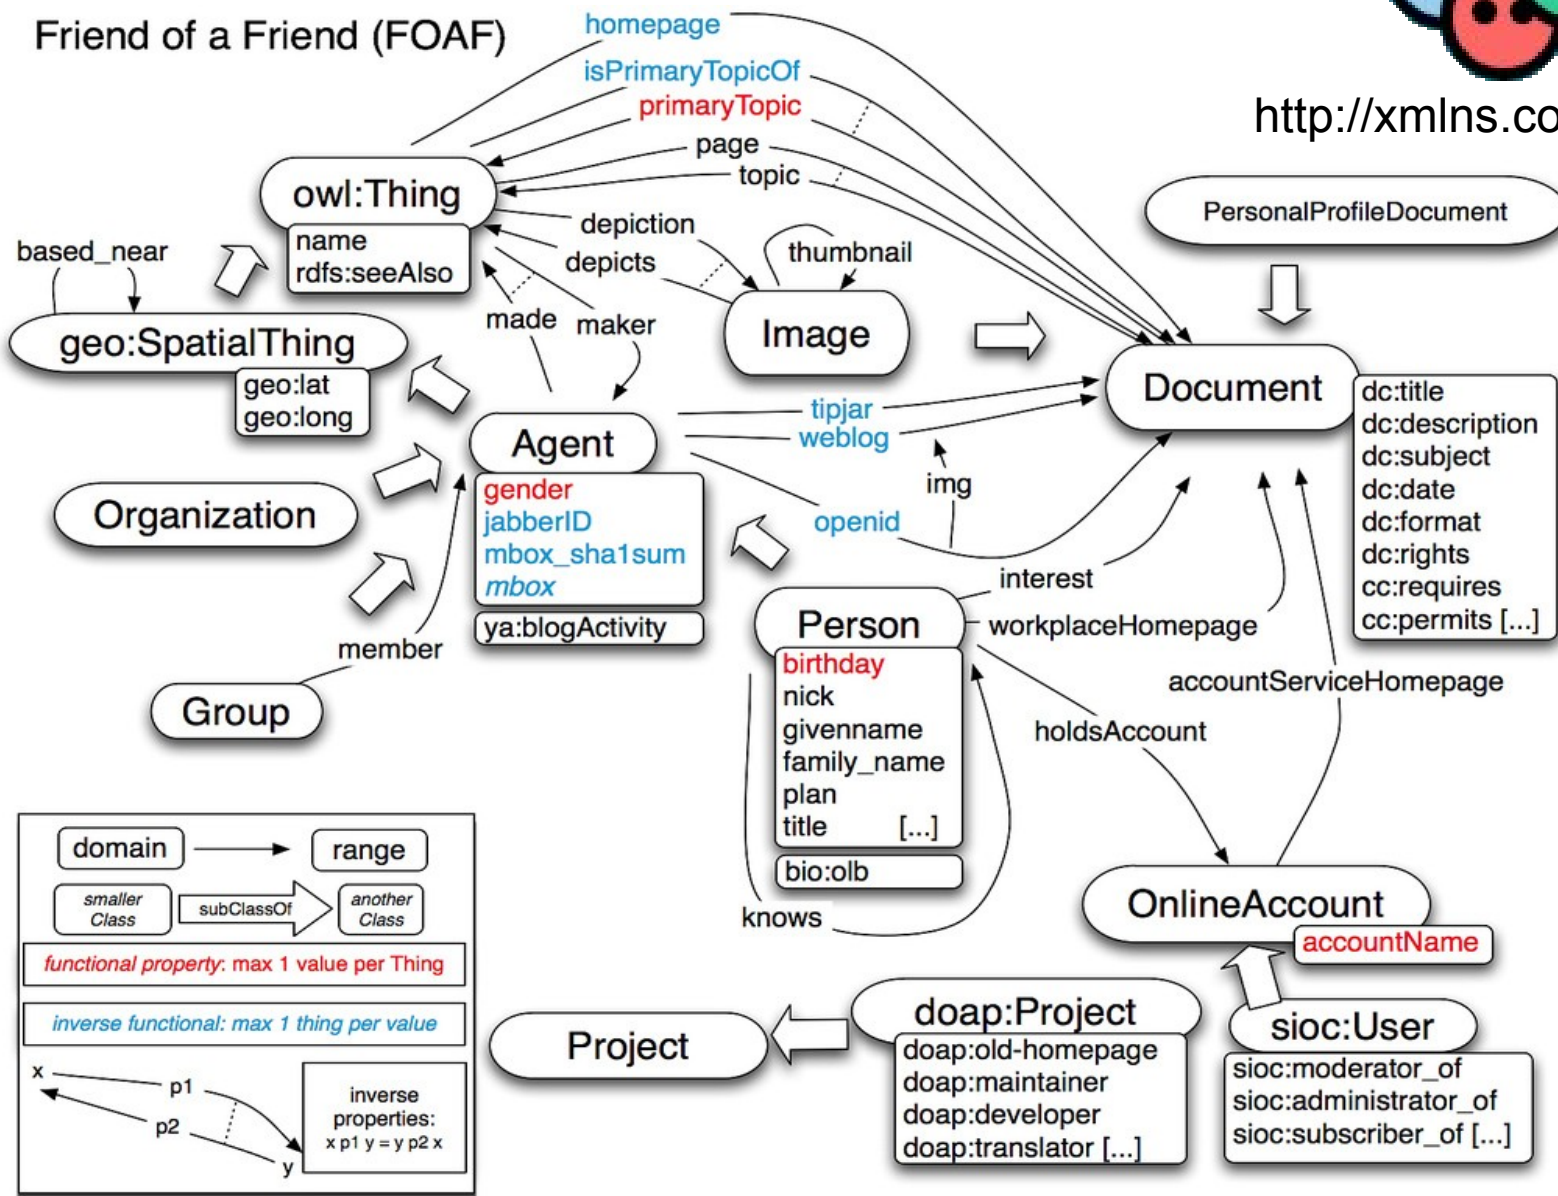 Friend of a Friend (FOAF)
homepage
isPrimaryTopicOf
primaryTopic
page
topic
http://xmlns.co
owl:Thing
name
rdfs:seeAlso
depiction
depicts
thumbnail
PersonalProfileDocument
based_near
made
maker
Image
geo:SpatialThing
geo:lat
geo:long
Document
dc:title
dc:description
dc:subject
dc:date
dc:format
dc:rights
cc:requires
cc:permits [...]
tipjar
weblog
img
openid
Agent
gender
jabberID
mbox_sha1sum
mbox
ya:blogActivity
Organization
member
Group
interest
workplaceHomepage
accountServiceHomepage
holdsAccount
Person
birthday
nick
givenname
family_name
plan
title [...]
bio:olb
knows
OnlineAccount
accountName
domain
range
smaller
Class
subClassOf
another
Class
functional property: max 1 value per Thing
inverse functional: max 1 thing per value
x
p1
p2
y
inverse
properties:
x p1 y = y p2 x
Project
doap:Project
doap:old-homepage
doap:maintainer
doap:developer
doap:translator [...]
sioc:User
sioc:moderator_of
sioc:administrator_of
sioc:subscriber_of [...]